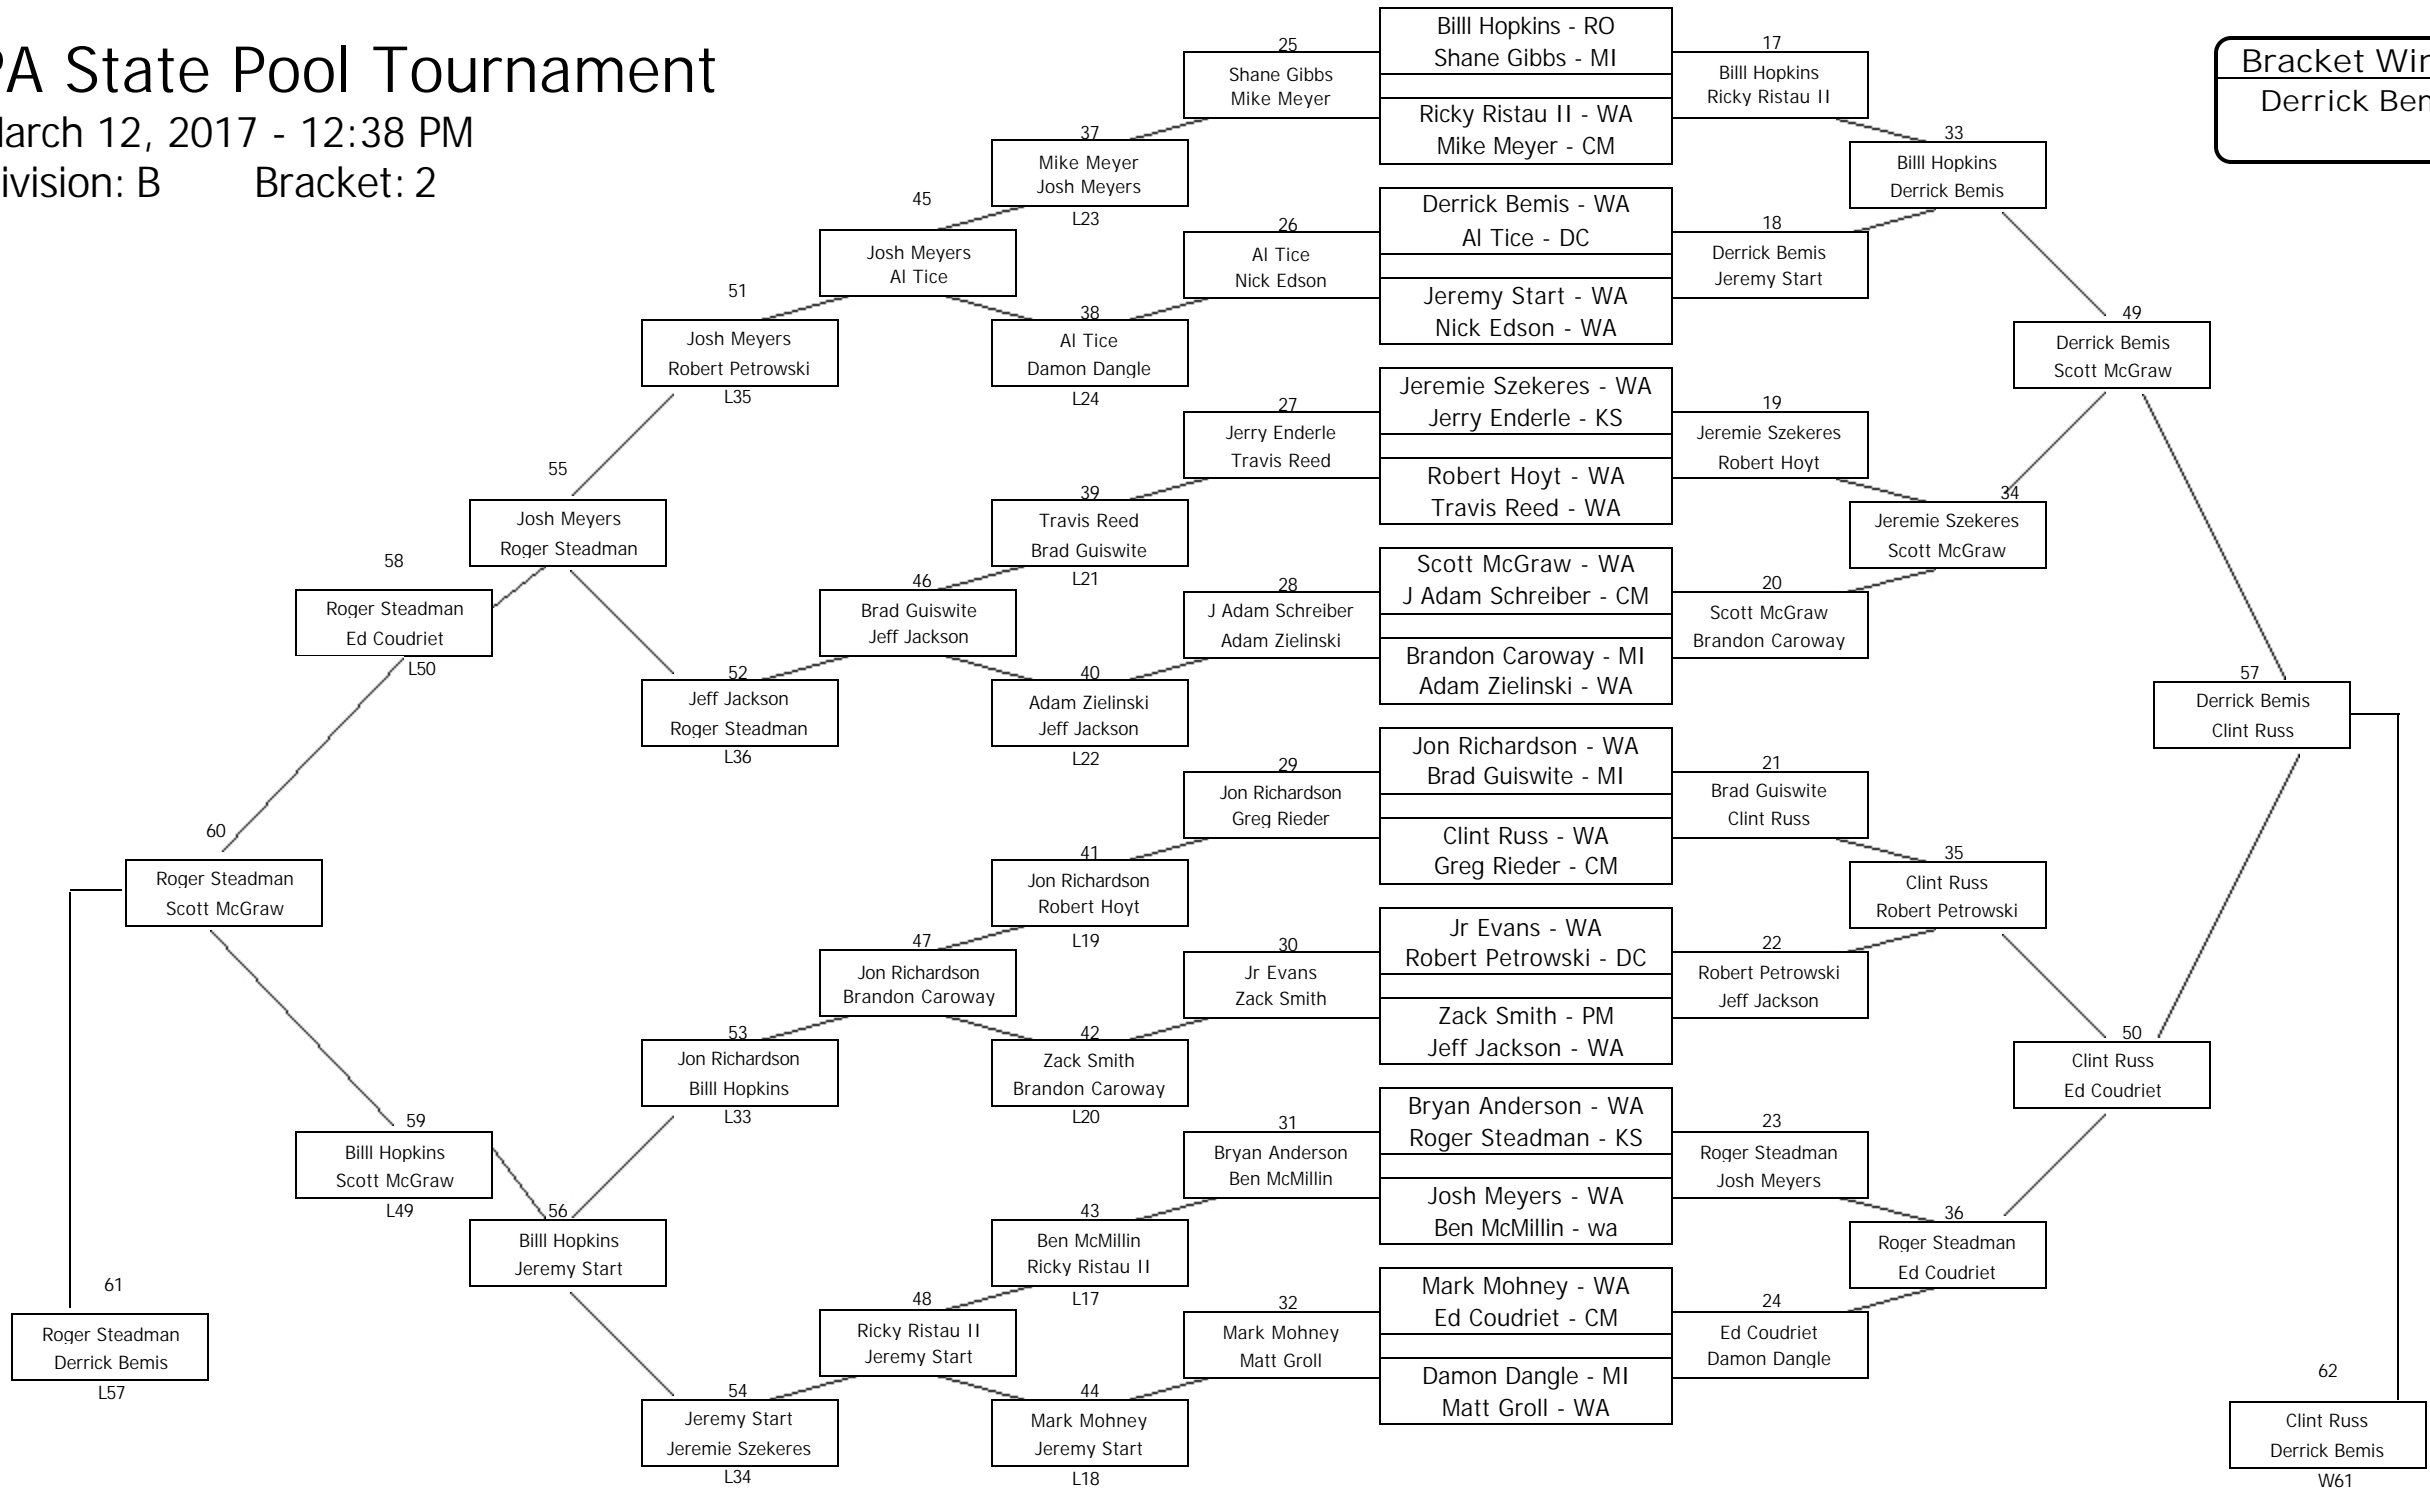 PA State Pool Tournament
March 12, 2017 - 12:38 PM
Division: B Bracket: 2
Bracket Win
Derrick Bem
Billl Hopkins - RO
Shane Gibbs - MI
Ricky Ristau II - WA
Mike Meyer - CM
Derrick Bemis - WA
Al Tice - DC
Jeremy Start - WA
Nick Edson - WA
Jeremie Szekeres - WA
Jerry Enderle - KS
Robert Hoyt - WA
Travis Reed - WA
Scott McGraw - WA
J Adam Schreiber - CM
Brandon Caroway - MI
Adam Zielinski - WA
Jon Richardson - WA
Brad Guiswite - MI
Clint Russ - WA
Greg Rieder - CM
Jr Evans - WA
Robert Petrowski - DC
Zack Smith - PM
Jeff Jackson - WA
Bryan Anderson - WA
Roger Steadman - KS
Josh Meyers - WA
Ben McMillin - wa
Mark Mohney - WA
Ed Coudriet - CM
Damon Dangle - MI
Matt Groll - WA
17
Billl Hopkins
Ricky Ristau II
18
Derrick Bemis
Jeremy Start
19
Jeremie Szekeres
Robert Hoyt
20
Scott McGraw
Brandon Caroway
21
Brad Guiswite
Clint Russ
22
Robert Petrowski
Jeff Jackson
23
Roger Steadman
Josh Meyers
24
Ed Coudriet
Damon Dangle
25
Shane Gibbs
Mike Meyer
26
Al Tice
Nick Edson
27
Jerry Enderle
Travis Reed
28
J Adam Schreiber
Adam Zielinski
29
Jon Richardson
Greg Rieder
30
Jr Evans
Zack Smith
31
Bryan Anderson
Ben McMillin
32
Mark Mohney
Matt Groll
33
Billl Hopkins
Derrick Bemis
34
Jeremie Szekeres
Scott McGraw
35
Clint Russ
Robert Petrowski
36
Roger Steadman
Ed Coudriet
37
Mike Meyer
Josh Meyers
L23
38
Al Tice
Damon Dangle
L24
39
Travis Reed
Brad Guiswite
L21
40
Adam Zielinski
Jeff Jackson
L22
41
Jon Richardson
Robert Hoyt
L19
42
Zack Smith
Brandon Caroway
L20
43
Ben McMillin
Ricky Ristau II
L17
44
Mark Mohney
Jeremy Start
L18
45
Josh Meyers
Al Tice
46
Brad Guiswite
Jeff Jackson
47
Jon Richardson
Brandon Caroway
48
Ricky Ristau II
Jeremy Start
49
Derrick Bemis
Scott McGraw
50
Clint Russ
Ed Coudriet
51
Josh Meyers
Robert Petrowski
L35
52
Jeff Jackson
Roger Steadman
L36
53
Jon Richardson
Billl Hopkins
L33
54
Jeremy Start
Jeremie Szekeres
L34
55
Josh Meyers
Roger Steadman
56
Billl Hopkins
Jeremy Start
57
Derrick Bemis
Clint Russ
58
Roger Steadman
Ed Coudriet
L50
59
Billl Hopkins
Scott McGraw
L49
60
Roger Steadman
Scott McGraw
61
Roger Steadman
Derrick Bemis
L57
62
Clint Russ
Derrick Bemis
W61